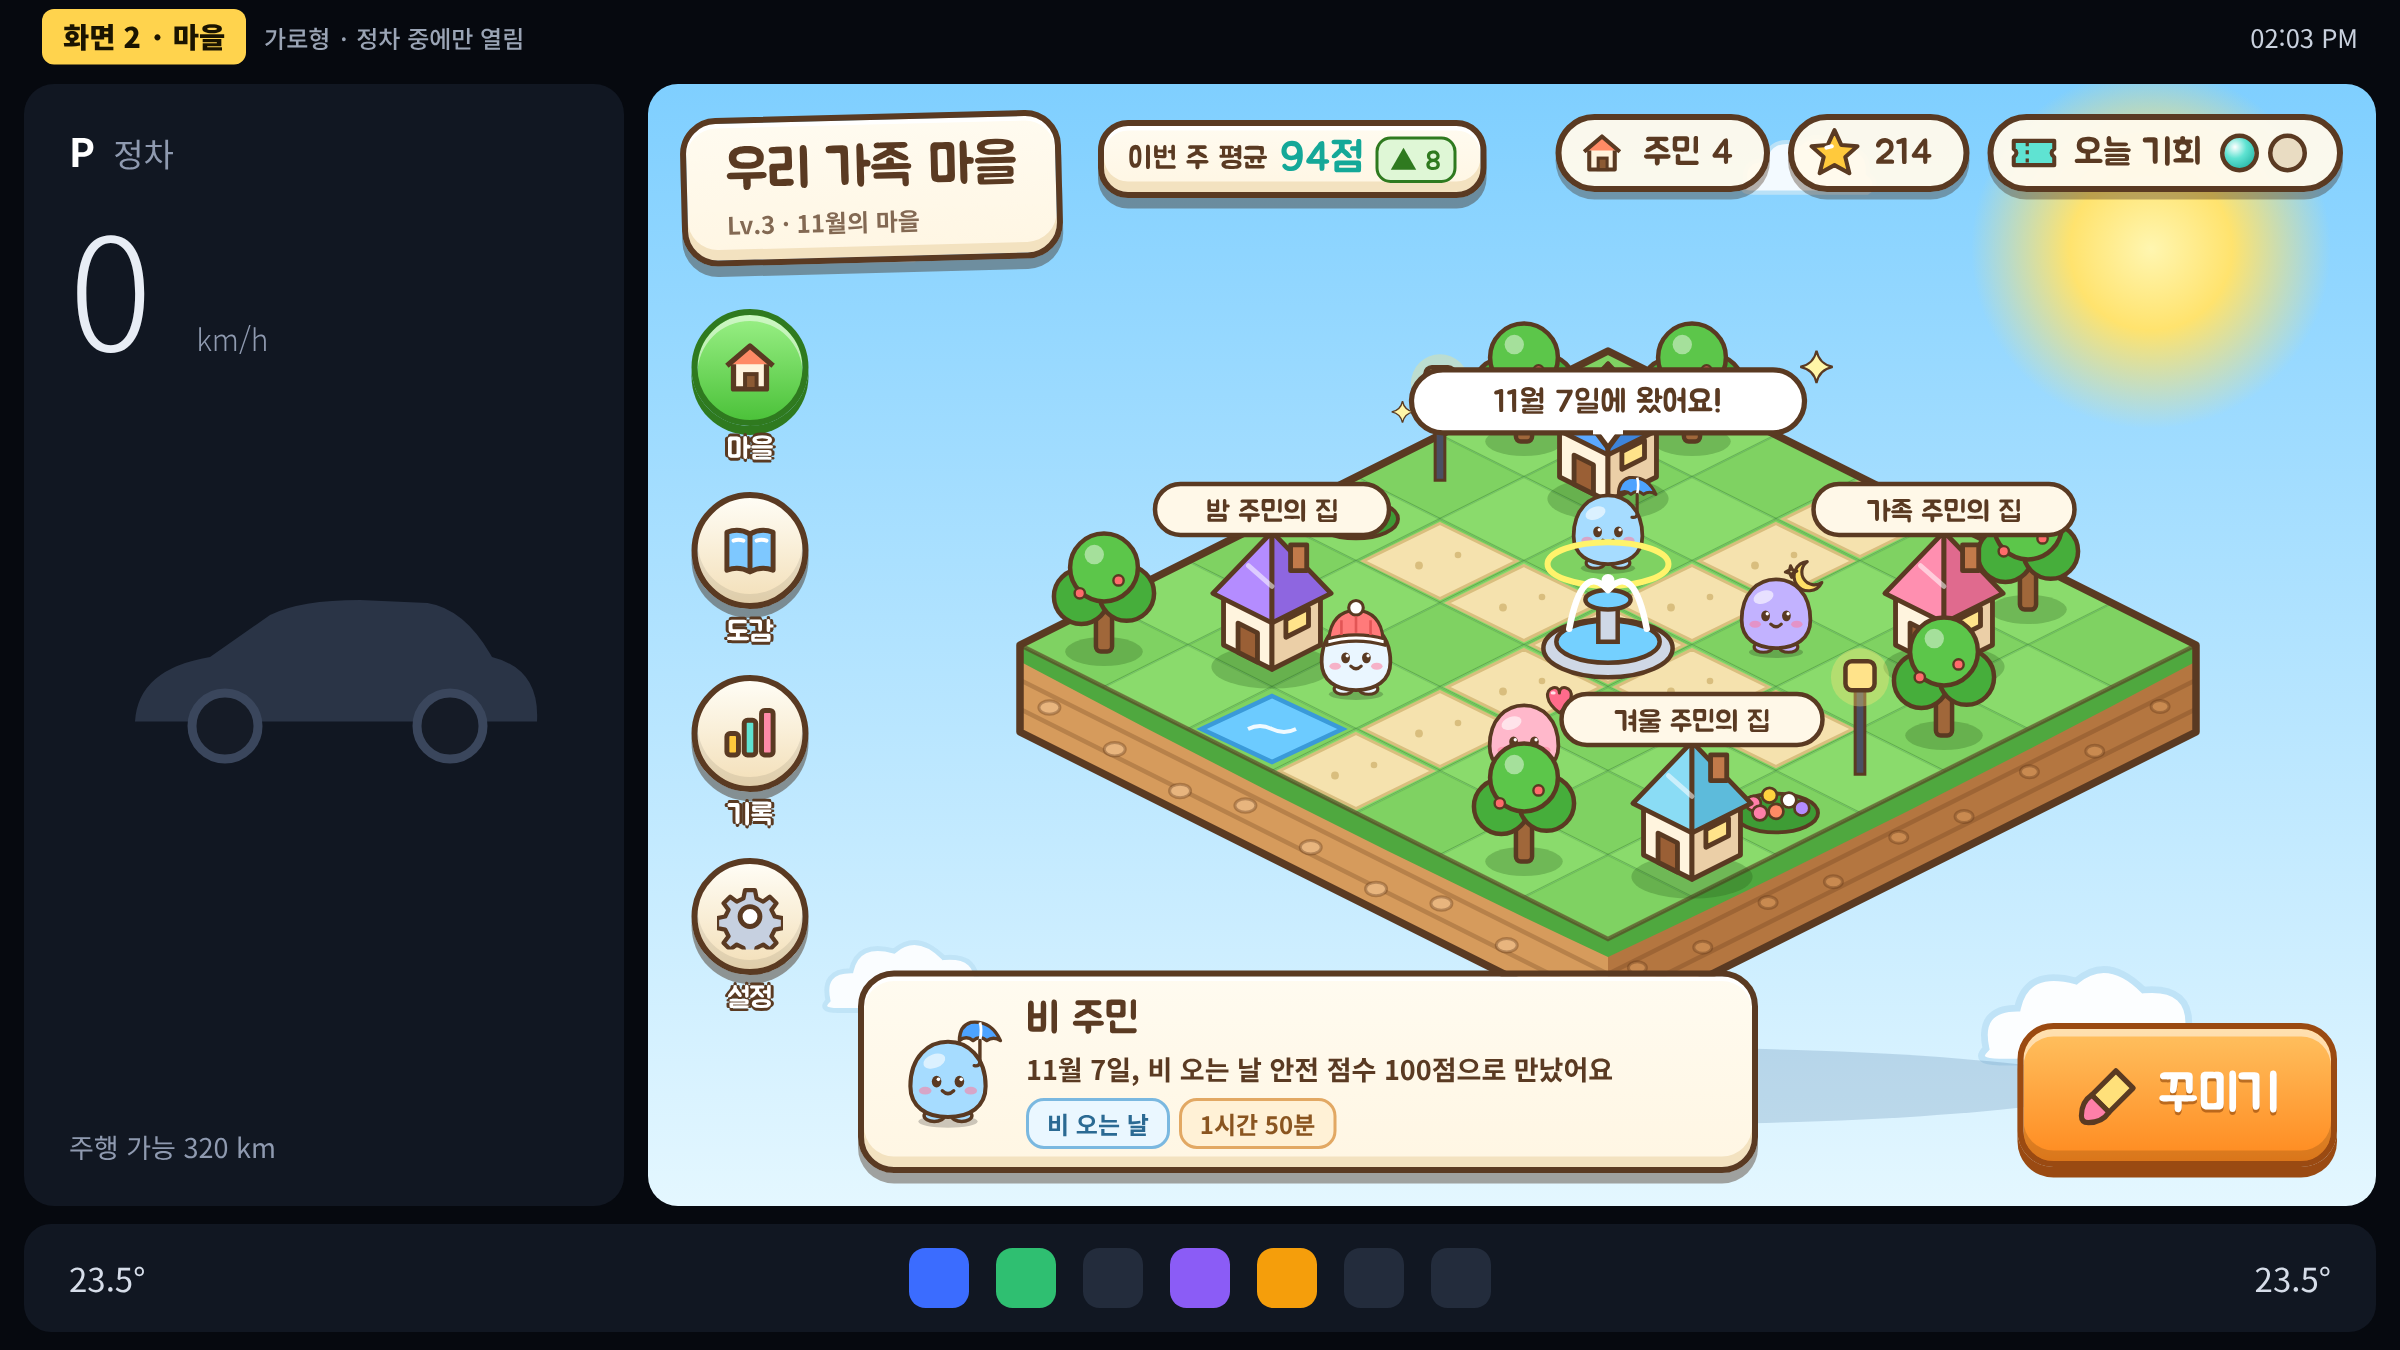 화면 2 · 마을
가로형 · 정차 중에만 열림
02:03 PM
P 정차
0 km/h
주행 가능 320 km
우리 가족 마을
Lv.3 · 11월의 마을
이번 주 평균 94점 ▲ 8
주민 4
214
오늘 기회
마을
도감
기록
설정
11월 7일에 왔어요!
밤 주민의 집
가족 주민의 집
겨울 주민의 집
비 주민
11월 7일, 비 오는 날 안전 점수 100점으로 만났어요
비 오는 날
1시간 50분
꾸미기
23.5°
23.5°